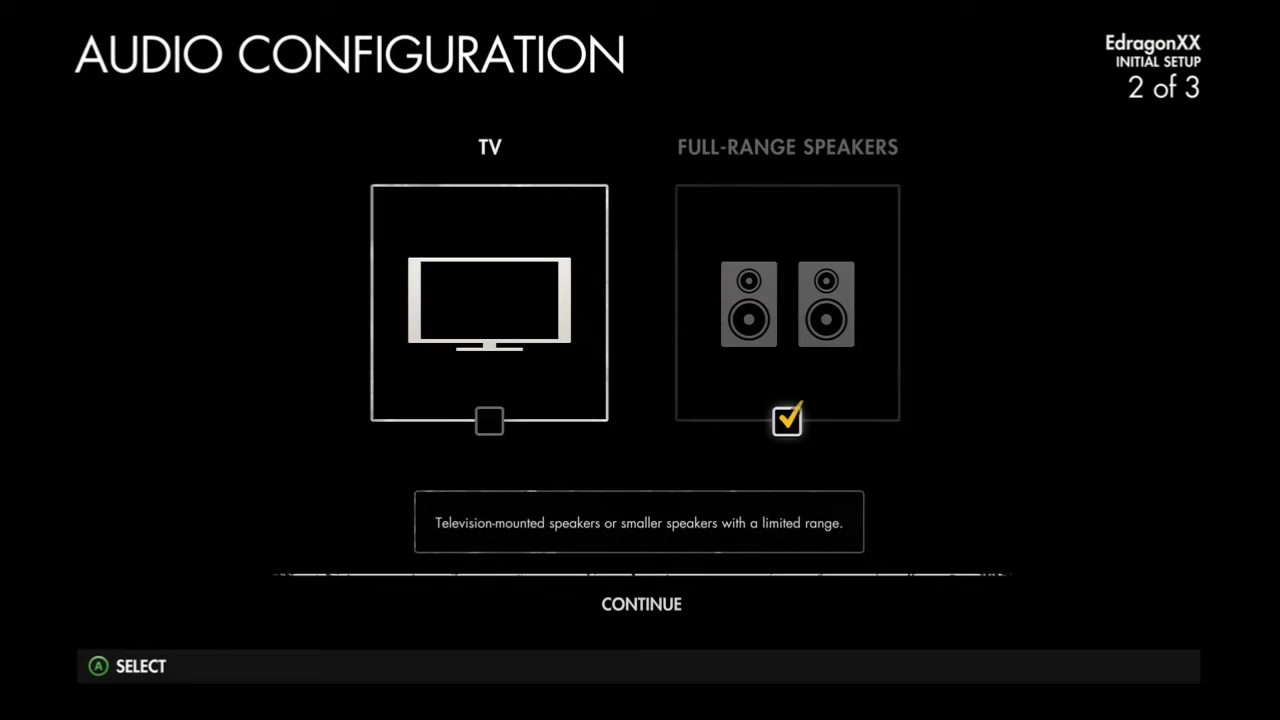 AUDIO CONFIGURATION
EdragonXX
INITIAL SETUP
2 of 3
TV
FULL-RANGE SPEAKERS
Television-mounted speakers or smaller speakers with a limited range.
CONTINUE
A SELECT